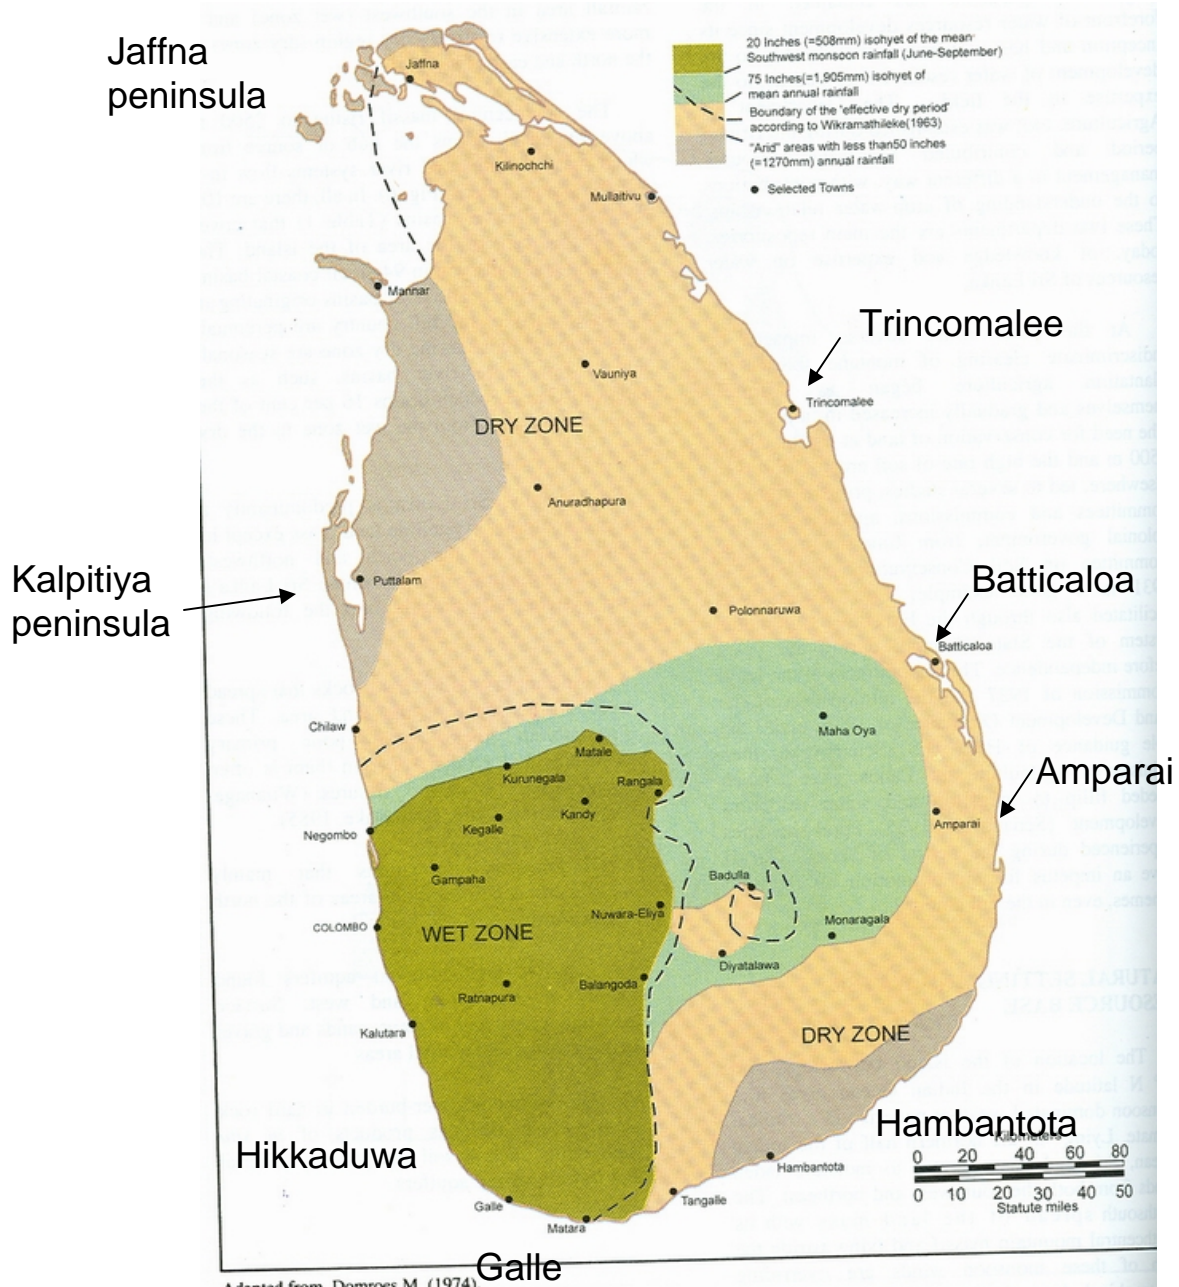 Jaffna
peninsula
Jaffna
20 Inches (=508mm) isohyet of the mean
Southwest monsoon rainfall (June-September)
75 Inches(=1,905mm) isohyet of
mean annual rainfall
Boundary of the 'effective dry period'
according to Wikramathileke(1963)
"Arid" areas with less than50 inches
(=1270mm) annual rainfall
Selected Towns
Kilinochchi
Mullaitivu
Mannar
Trincomalee
Vauniya
Trincomalee
DRY ZONE
Anuradhapura
Kalpitiya
peninsula
Puttalam
Batticaloa
Polonnaruwa
Batticaloa
Chilaw
Maha Oya
Matale
Kurunegala
Rangala
Amparai
Kandy
Kegalle
Negombo
Amparai
Gampaha
Badulla
Nuwara-Eliya
COLOMBO
WET ZONE
Monaragala
Diyatalawa
Balangoda
Ratnapura
Kalutara
DRY ZONE
Hambantota
Kilometers
0 20 40 60 80
0 10 20 30 40 50
Statute miles
Hikkaduwa
Hambantota
Tangalle
Galle
Matara
Galle
Adapted from Domroes M. (1974).